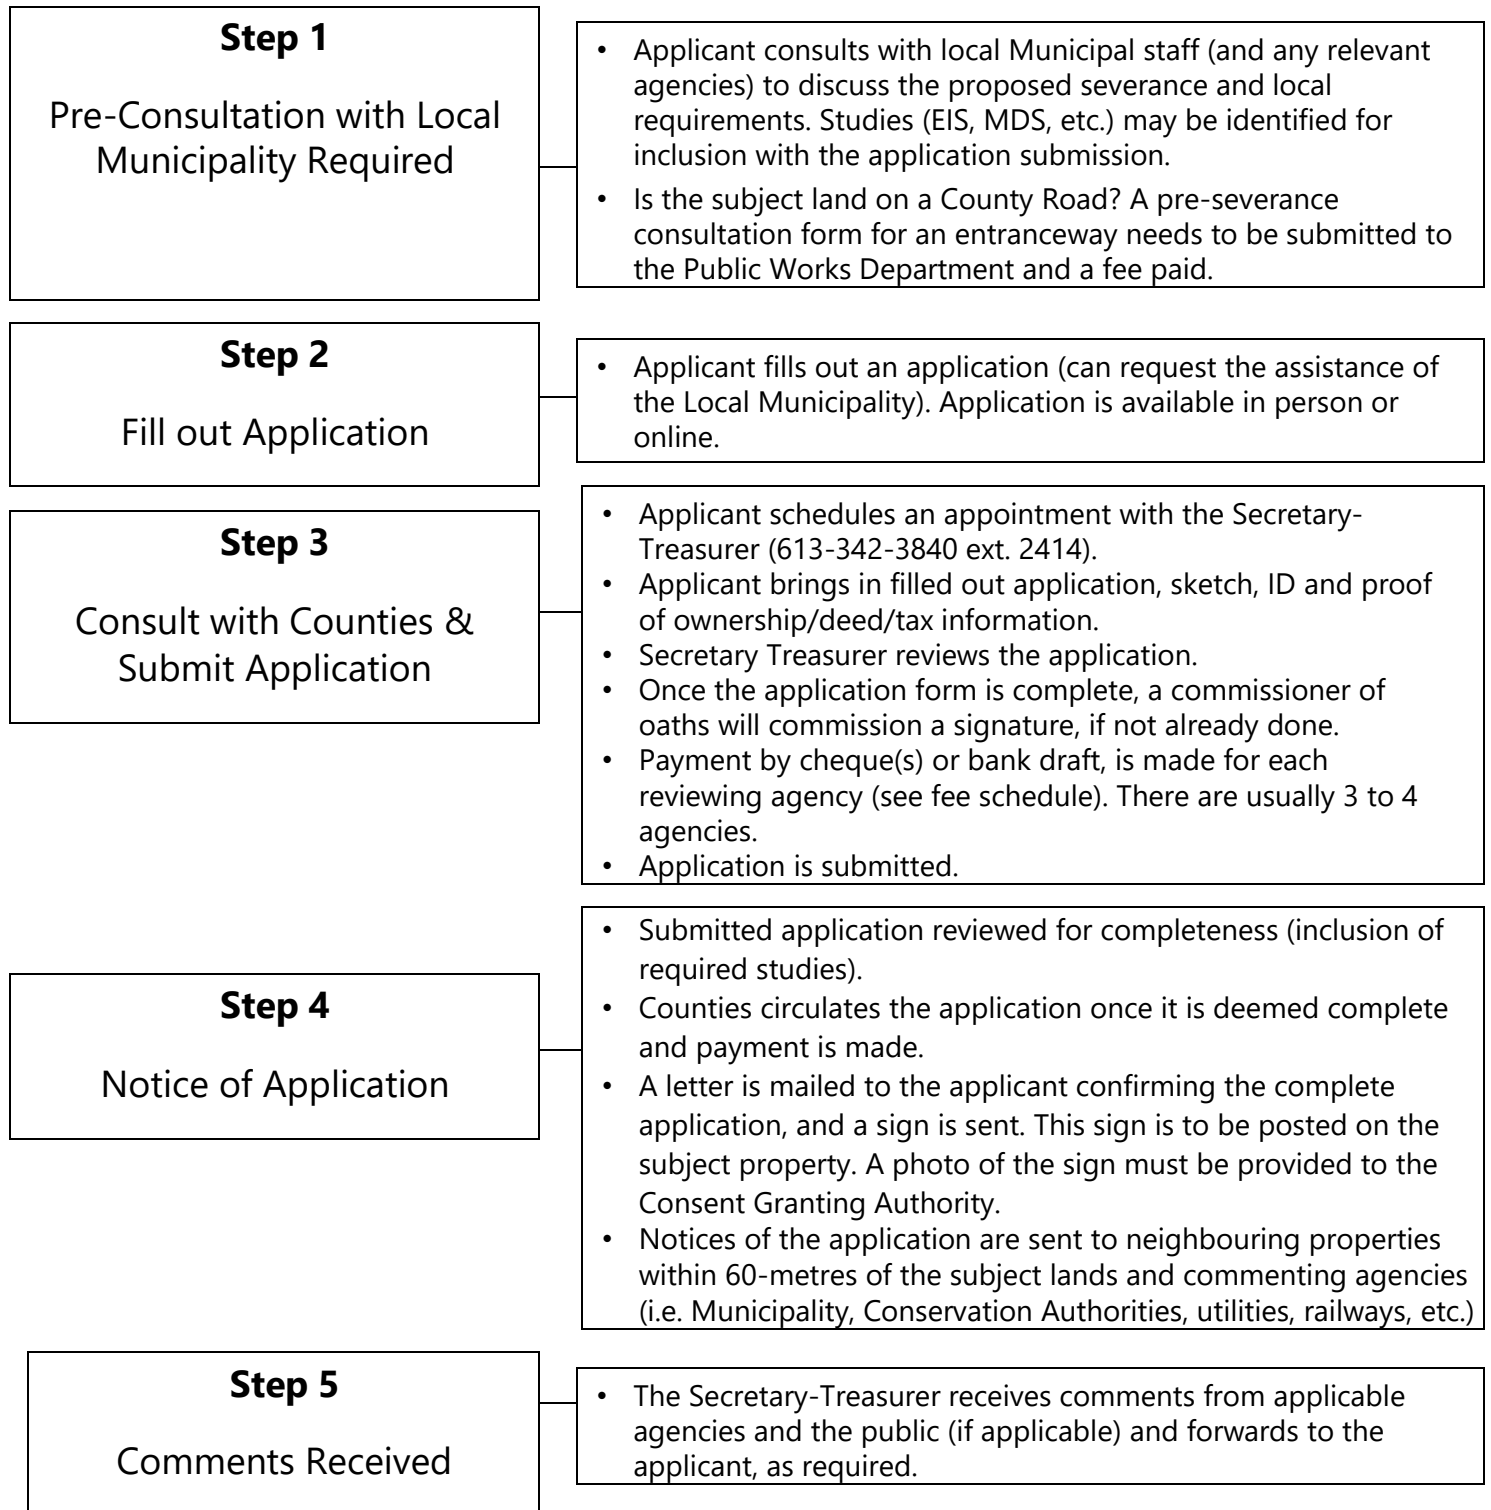 Step 1
Pre-Consultation with Local
Municipality Required
• Applicant consults with local Municipal staff (and any relevant
agencies) to discuss the proposed severance and local
requirements. Studies (EIS, MDS, etc.) may be identified for
inclusion with the application submission.
• Is the subject land on a County Road? A pre-severance
consultation form for an entranceway needs to be submitted to
the Public Works Department and a fee paid.
Step 2
Fill out Application
• Applicant fills out an application (can request the assistance of
the Local Municipality). Application is available in person or
online.
Step 3
Consult with Counties &
Submit Application
• Applicant schedules an appointment with the Secretary-
Treasurer (613-342-3840 ext. 2414).
• Applicant brings in filled out application, sketch, ID and proof
of ownership/deed/tax information.
• Secretary Treasurer reviews the application.
• Once the application form is complete, a commissioner of
oaths will commission a signature, if not already done.
• Payment by cheque(s) or bank draft, is made for each
reviewing agency (see fee schedule). There are usually 3 to 4
agencies.
• Application is submitted.
Step 4
Notice of Application
• Submitted application reviewed for completeness (inclusion of
required studies).
• Counties circulates the application once it is deemed complete
and payment is made.
• A letter is mailed to the applicant confirming the complete
application, and a sign is sent. This sign is to be posted on the
subject property. A photo of the sign must be provided to the
Consent Granting Authority.
• Notices of the application are sent to neighbouring properties
within 60-metres of the subject lands and commenting agencies
(i.e. Municipality, Conservation Authorities, utilities, railways, etc.)
Step 5
Comments Received
• The Secretary-Treasurer receives comments from applicable
agencies and the public (if applicable) and forwards to the
applicant, as required.